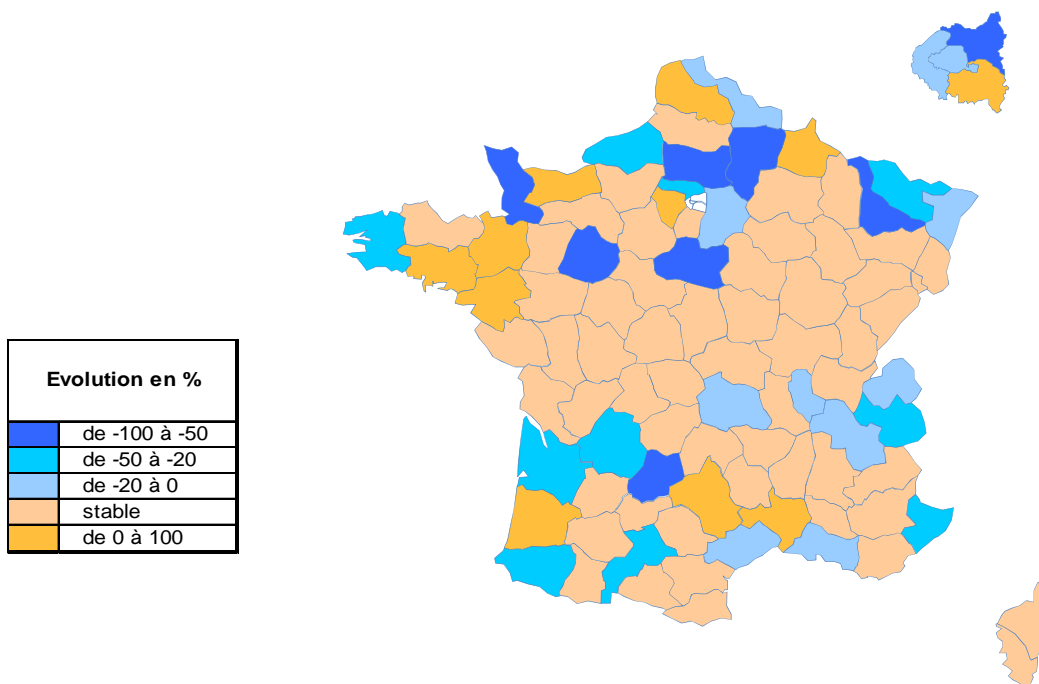 Evolution en %
de -100 à -50
de -50 à -20
de -20 à 0
stable
de 0 à 100